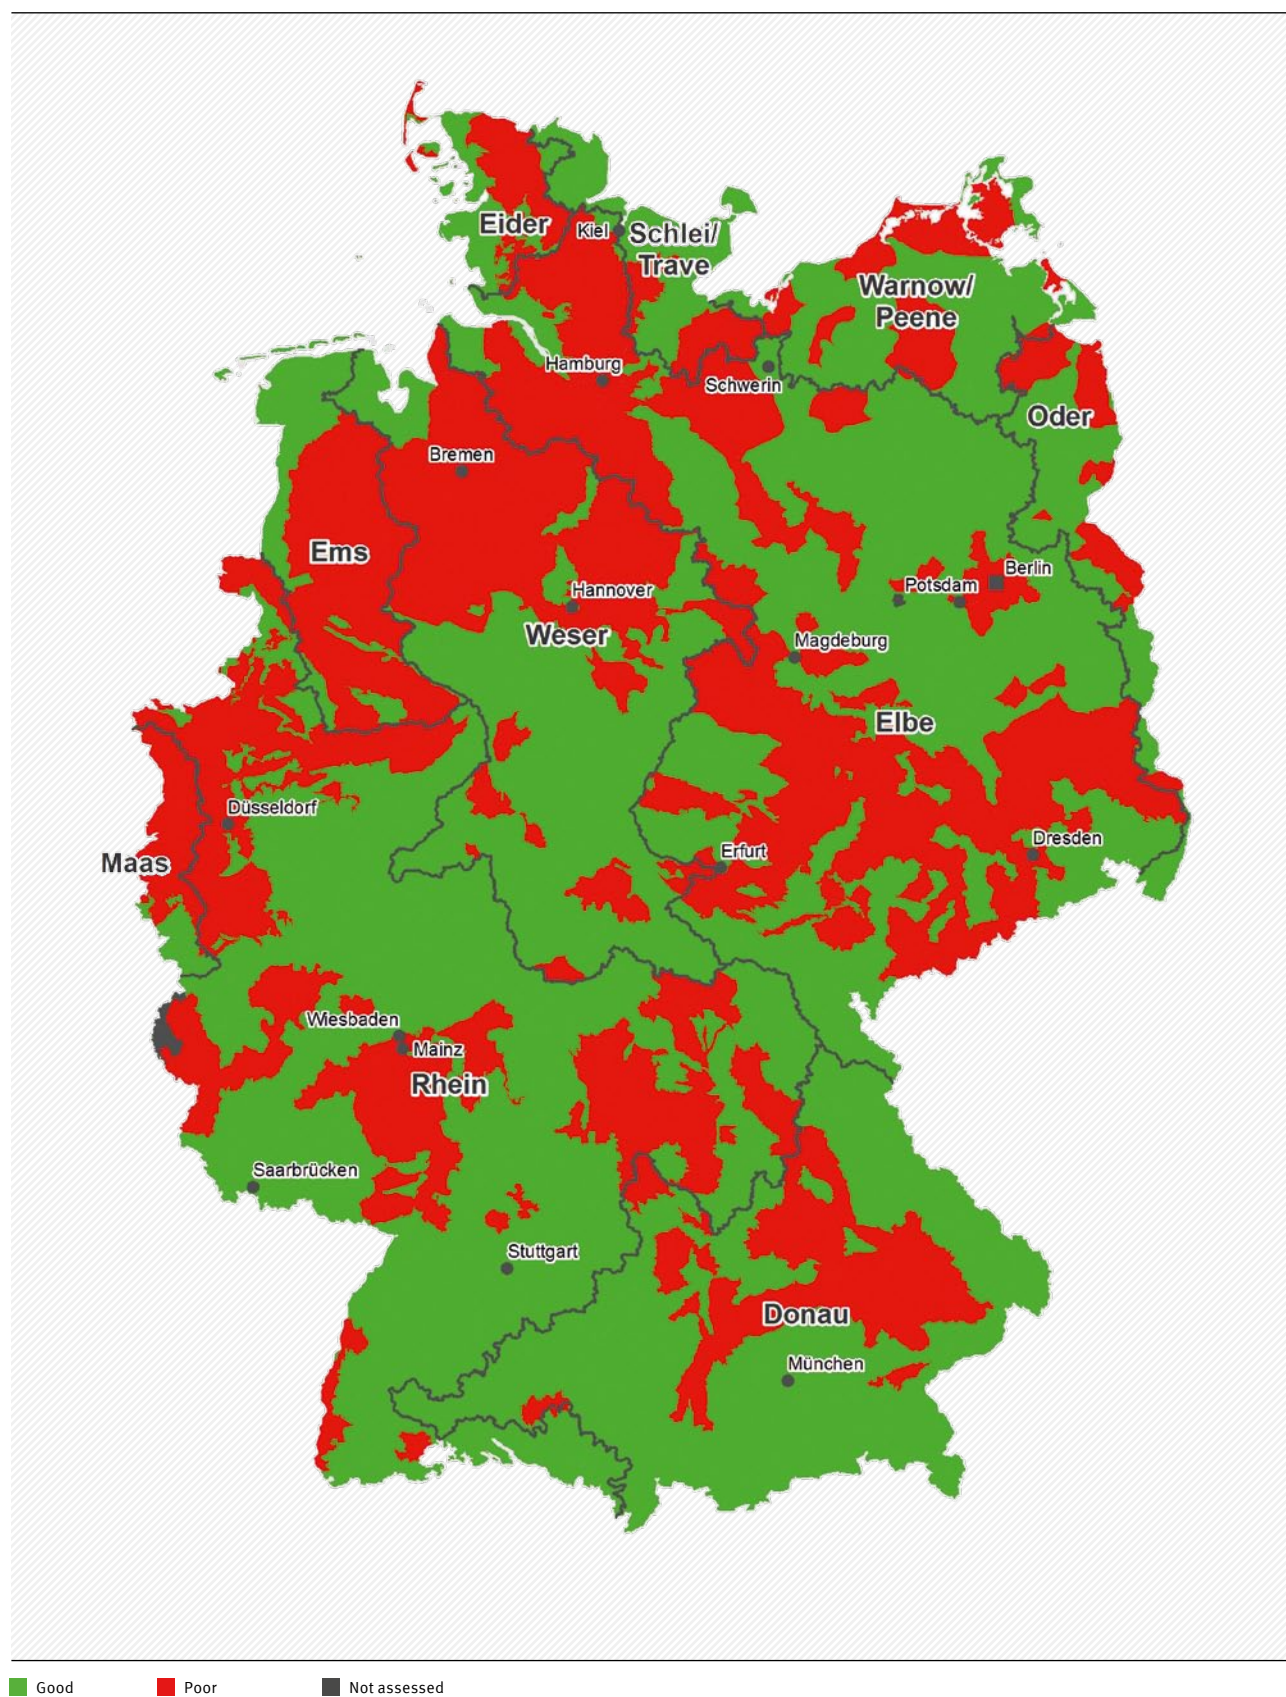 Eider
Kiel
Schlei/
Trave
Warnow/
Peene
Hamburg
Schwerin
Oder
Bremen
Ems
Berlin
Potsdam
Hannover
Weser
Magdeburg
Elbe
Düsseldorf
Dresden
Maas
Erfurt
Wiesbaden
Mainz
Rhein
Saarbrücken
Stuttgart
Donau
München
Good
Poor
Not assessed